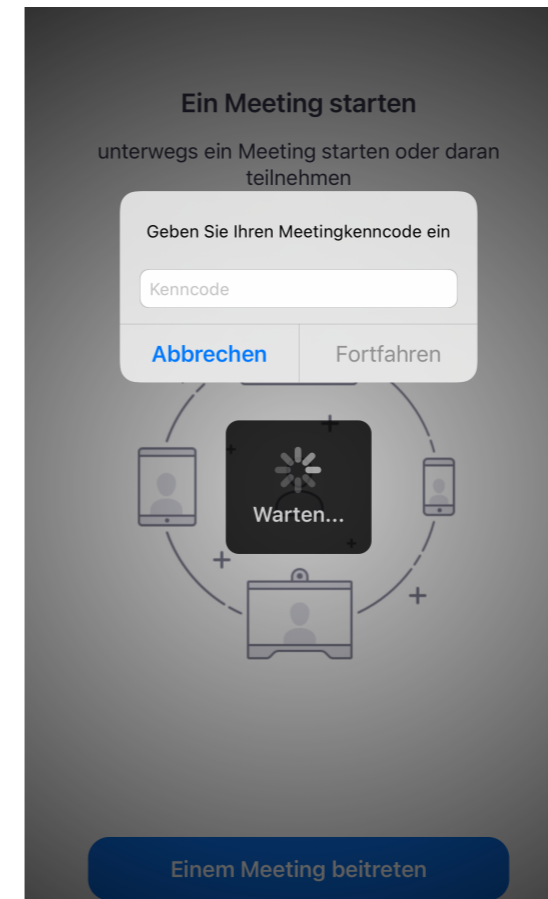 Ein Meeting starten
unterwegs ein Meeting starten oder daran
teilnehmen
Geben Sie Ihren Meetingkenncode ein
Kenncode
Abbrechen Fortfahren
Warten...
Einem Meeting beitreten